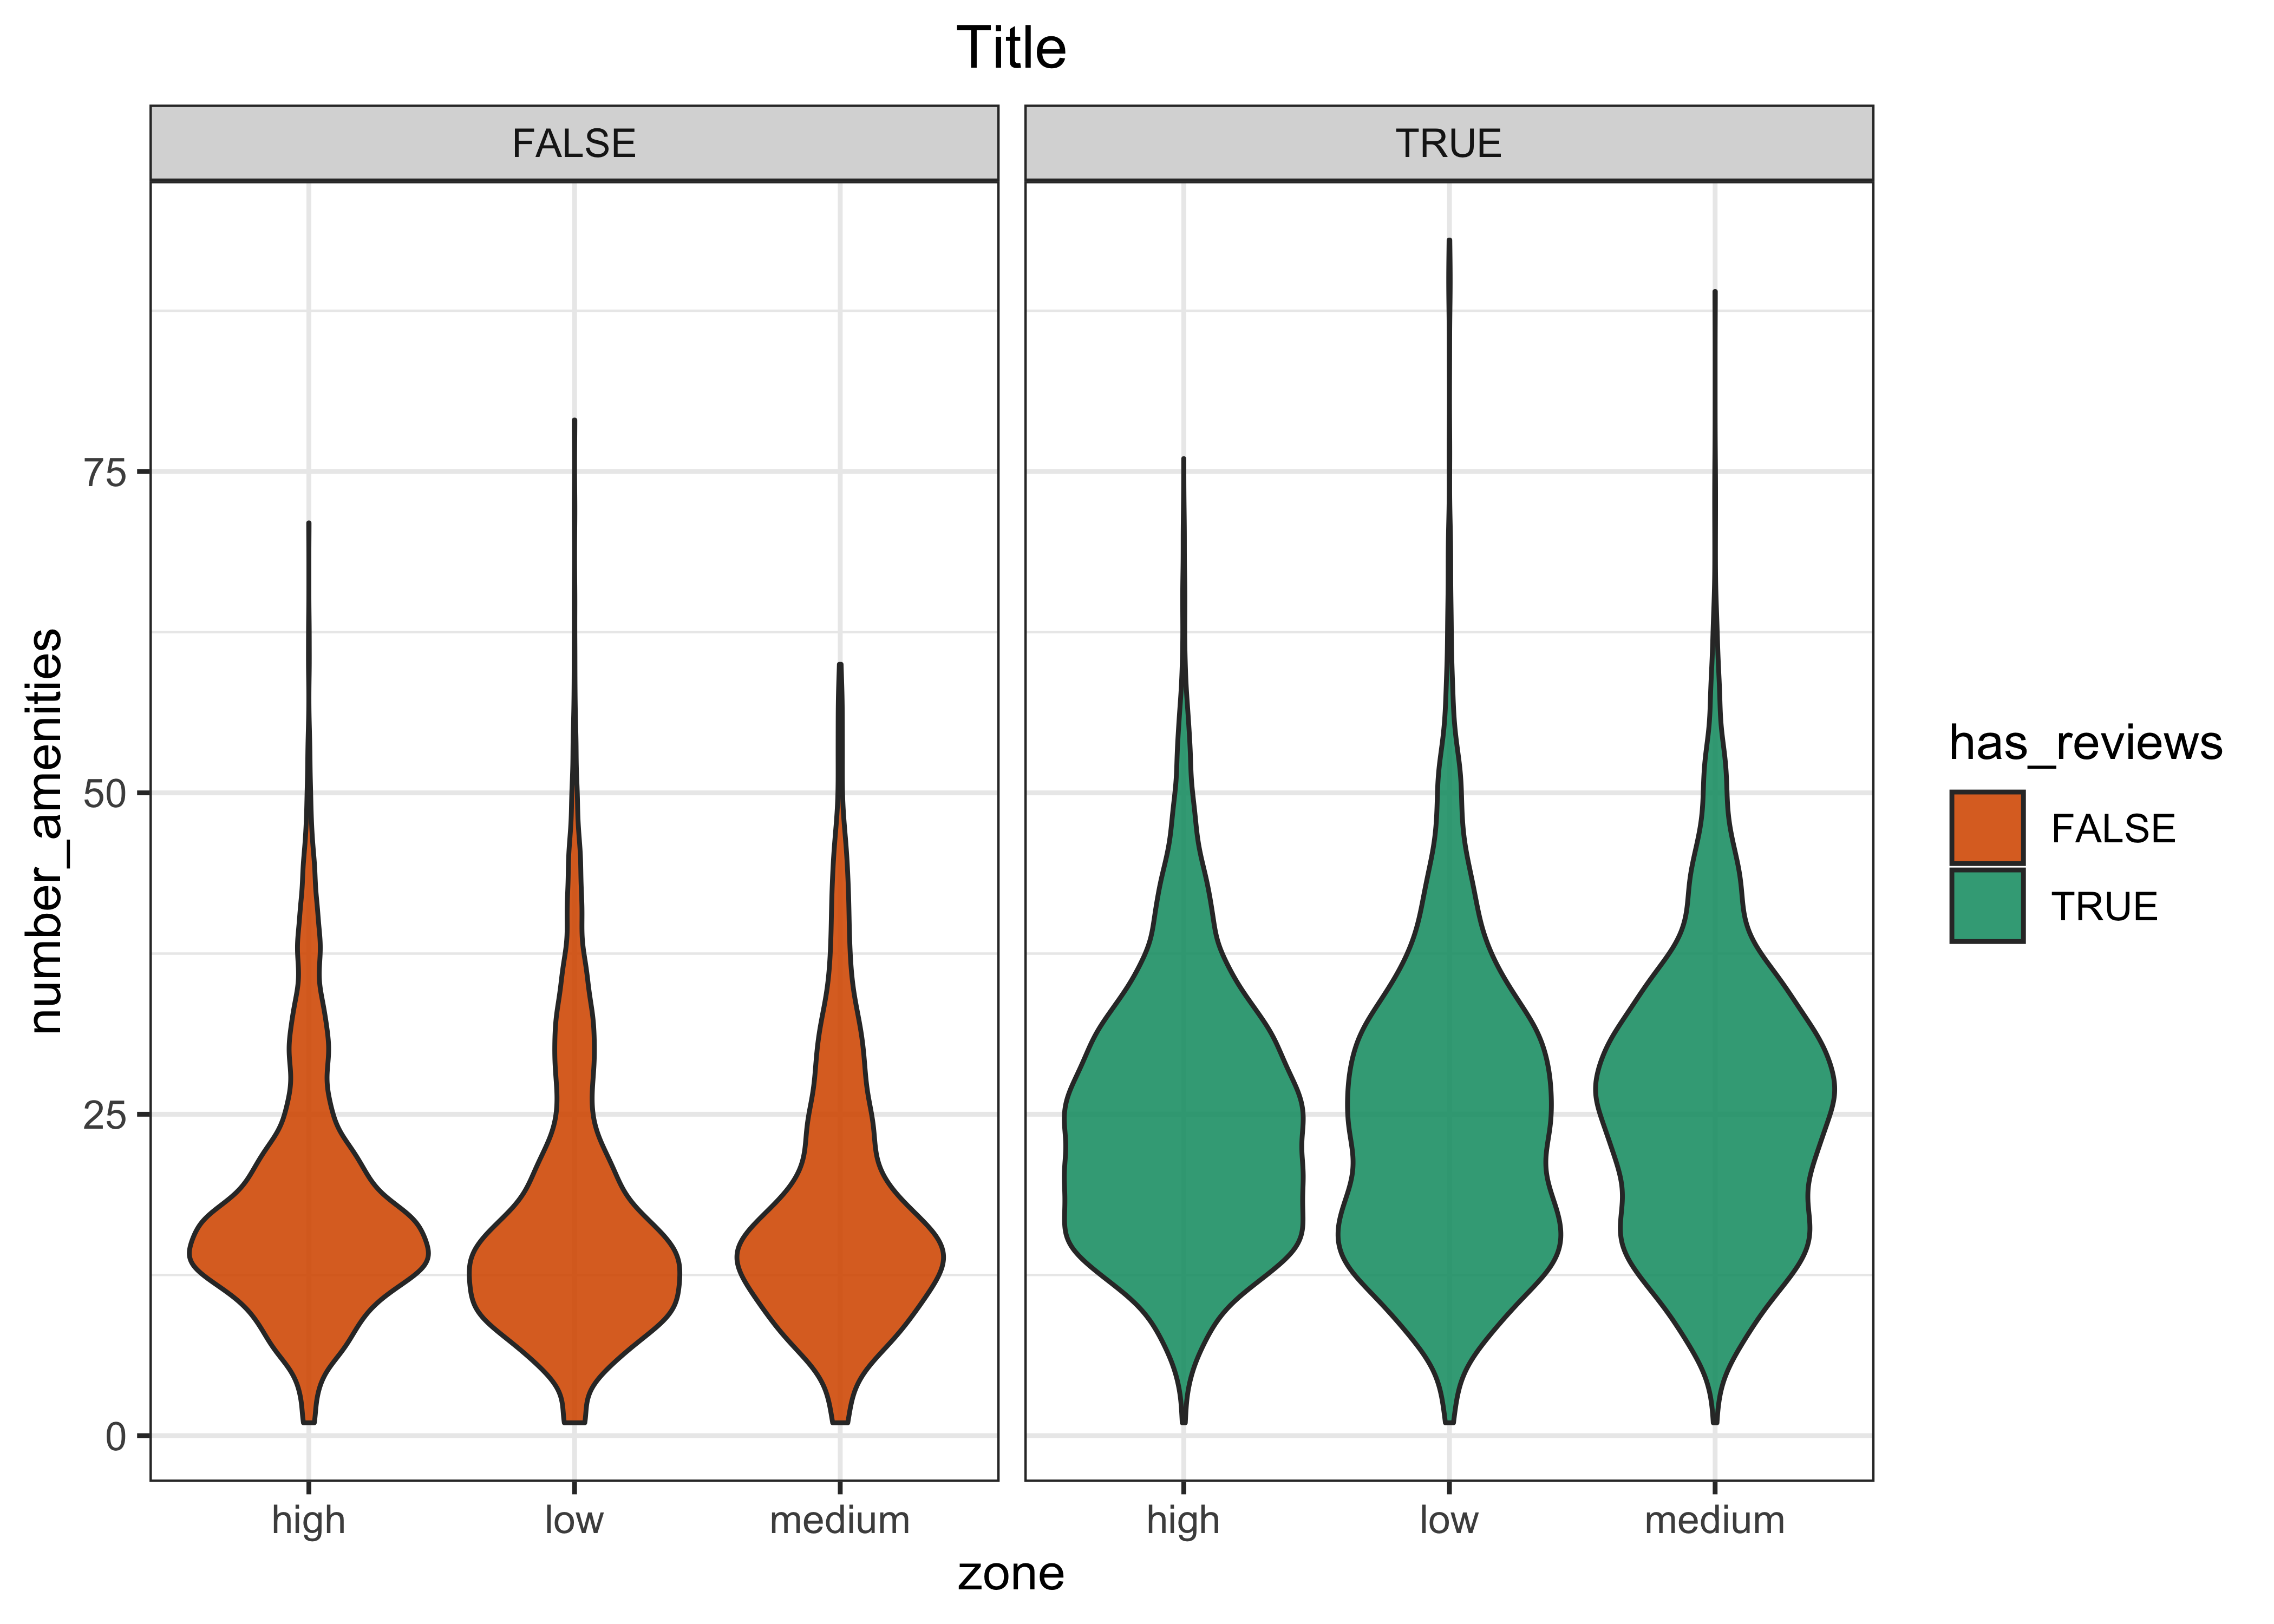 Title
FALSE
TRUE
number_amenities
75
50
25
0
high low medium
high low medium
zone
has_reviews
FALSE
TRUE